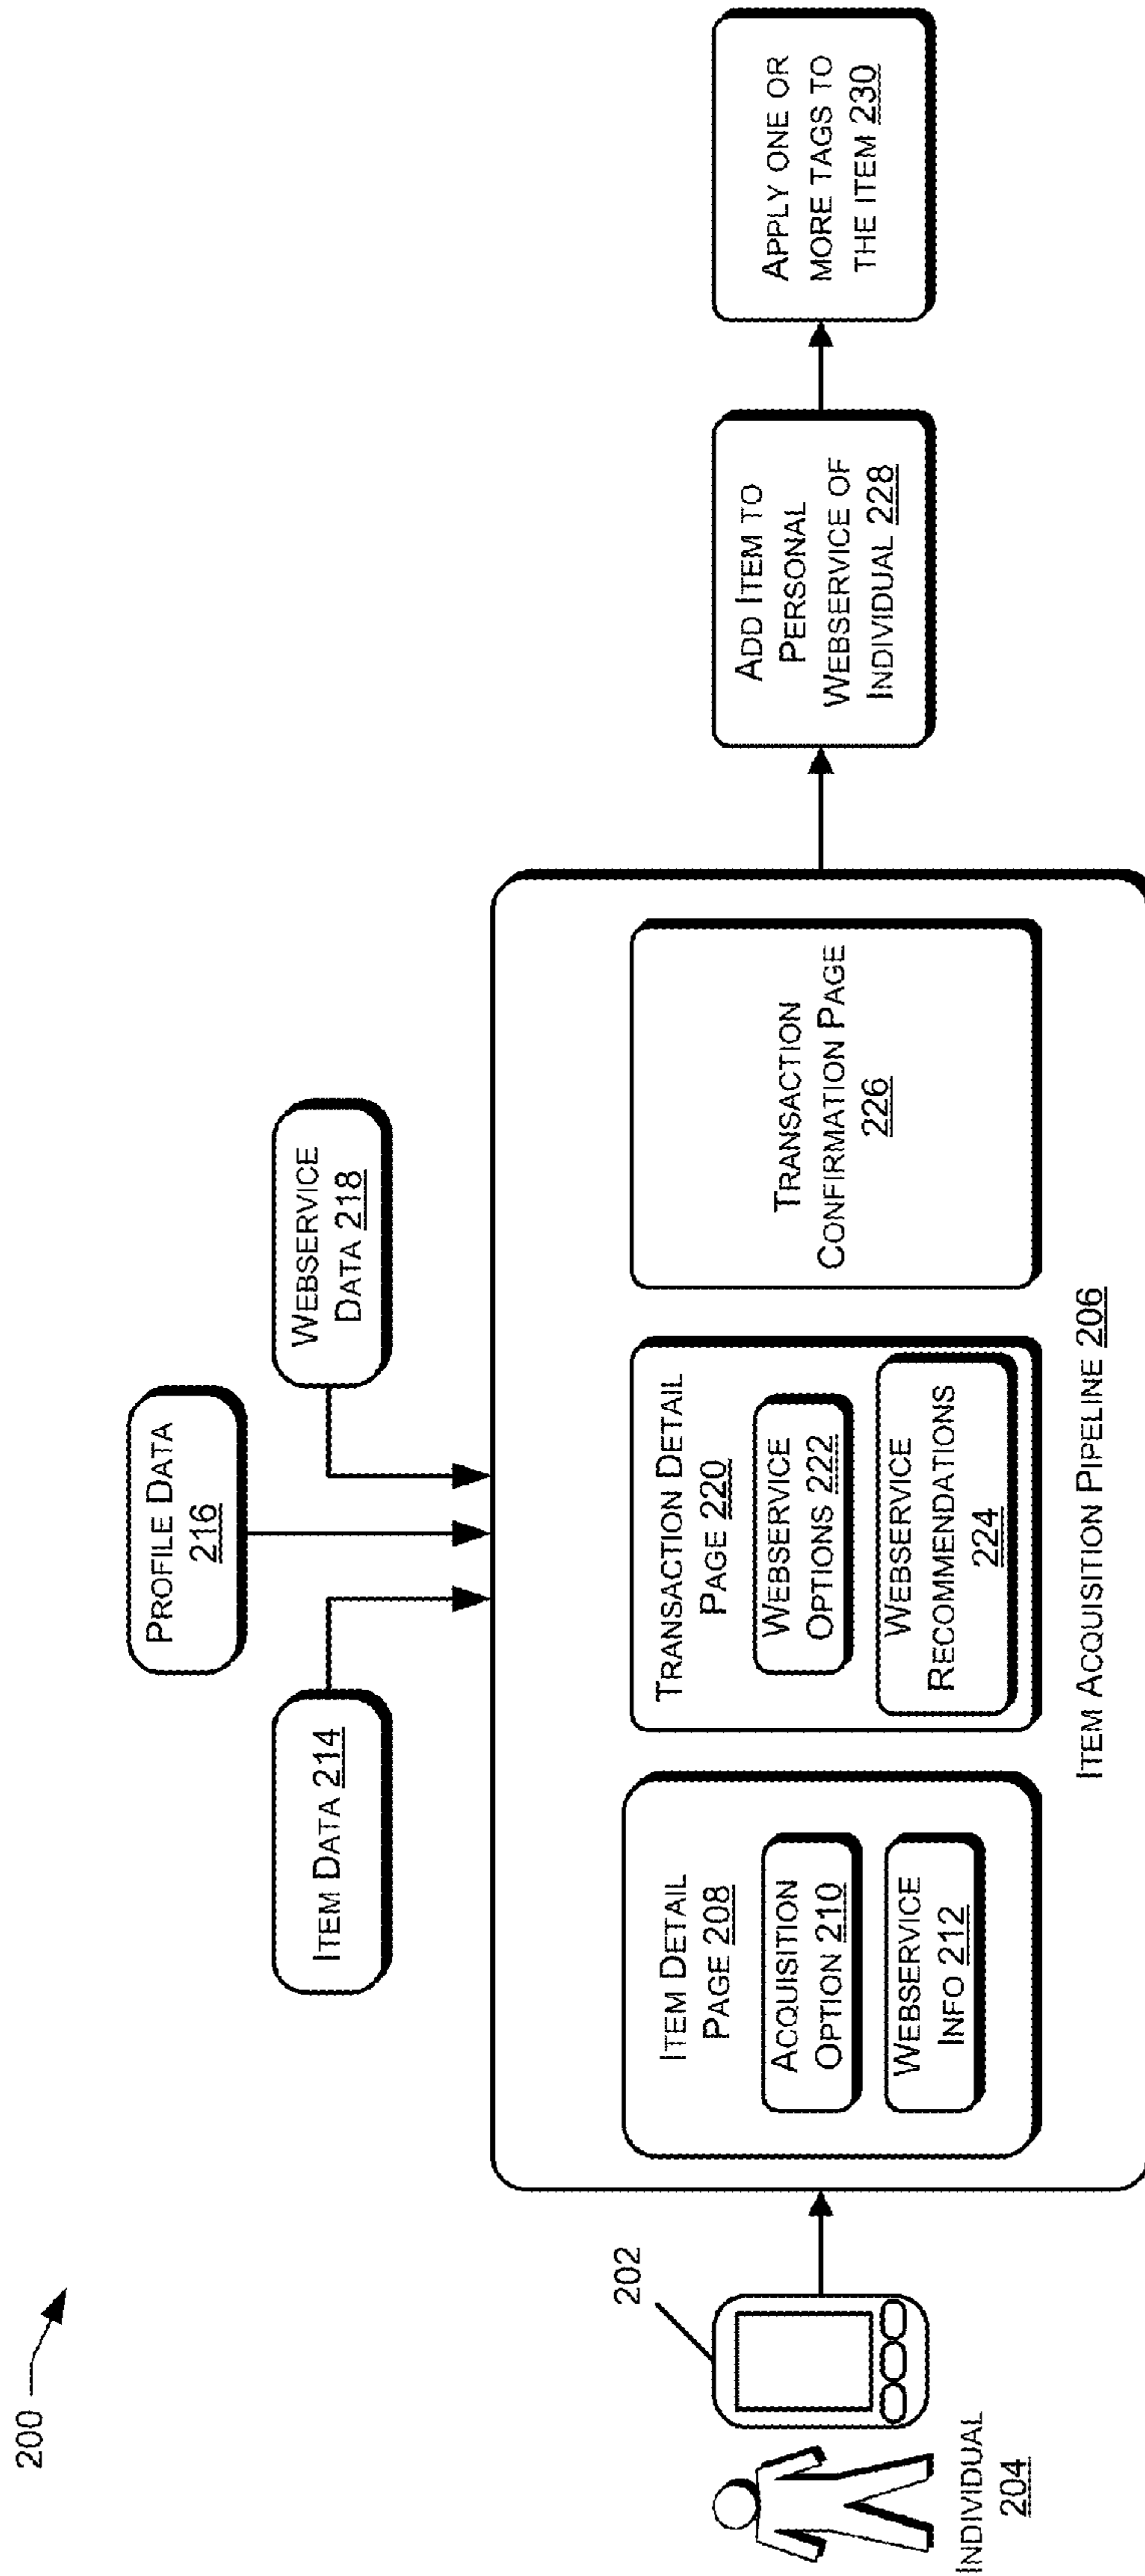 200
PROFILE DATA
216
ITEM DATA 214
WEBSERVICE
DATA 218
202
INDIVIDUAL
204
ITEM DETAIL
PAGE 208
ACQUISITION
OPTION 210
WEBSERVICE
INFO 212
TRANSACTION DETAIL
PAGE 220
WEBSERVICE
OPTIONS 222
WEBSERVICE
RECOMMENDATIONS
224
TRANSACTION
CONFIRMATION PAGE
226
ITEM ACQUISITION PIPELINE 206
ADD ITEM TO
PERSONAL
WEBSERVICE OF
INDIVIDUAL 228
APPLY ONE OR
MORE TAGS TO
THE ITEM 230